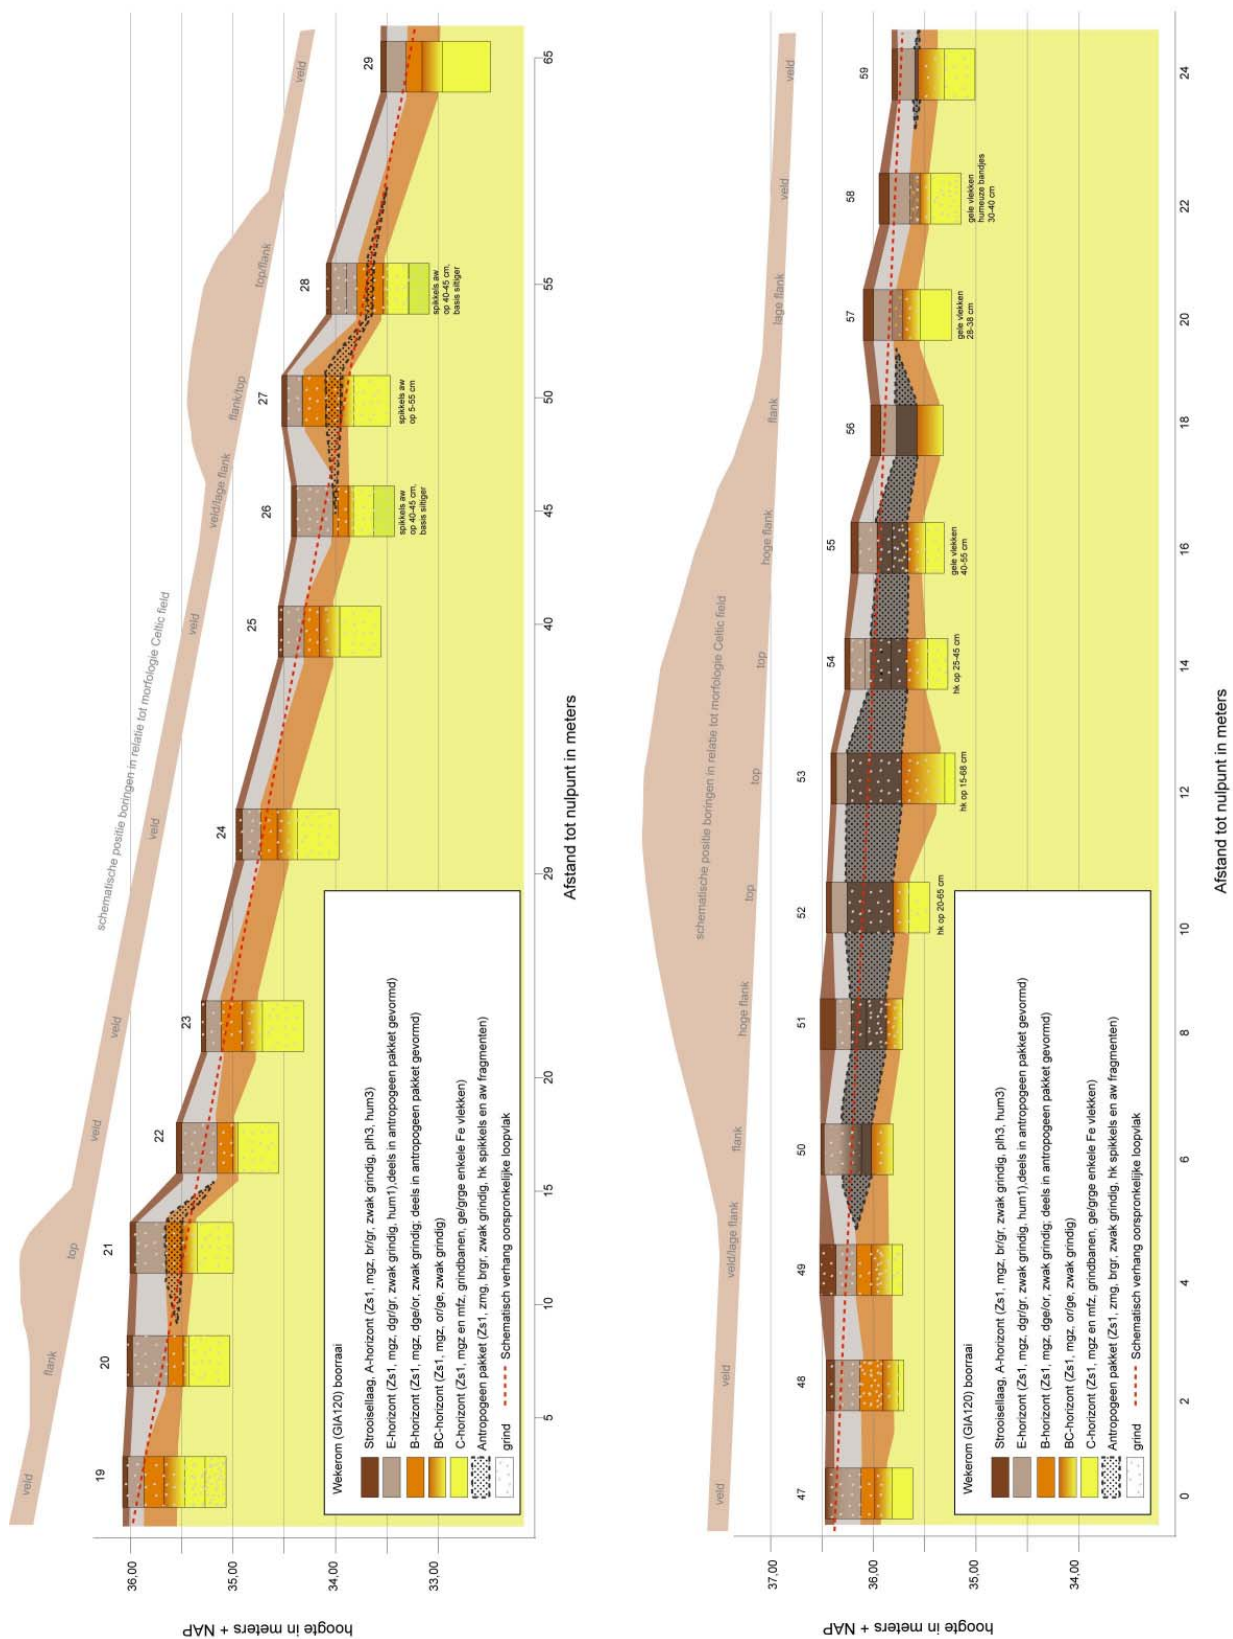 schematische positie boringen in relatie tot morfologie Celtic field
veld
flank
top
veld
veld
veld
veld
veld/lage flank
flank/top
top/flank
veld
19
20
21
22
23
24
25
26
27
28
29
spikkels aw
op 40-45 cm,
basis siltiger
spikkels aw
op 5-55 cm
spikkels aw
op 40-45 cm,
basis siltiger
36,00
35,00
34,00
33,00
hoogte in meters + NAP
5
10
15
20
29
40
45
50
55
65
Afstand tot nulpunt in meters
Wekerom (GIA120) boorraai
Strooisellaag, A-horizont (Zs1, mgz, br/gr, zwak grindig, plh3, hum3)
E-horizont (Zs1, mgz, dgr/gr, zwak grindig, hum1),deels in antropogeen pakket gevormd)
B-horizont (Zs1, mgz, dge/or, zwak grindig; deels in antropogeen pakket gevormd)
BC-horizont (Zs1, mgz, or/ge, zwak grindig)
C-horizont (Zs1, mgz en mfz, grindbanen, ge/grge enkele Fe vlekken)
Antropogeen pakket (Zs1, zmg, brgr, zwak grindig, hk spikkels en aw fragmenten)
grind Schematisch verhang oorspronkelijke loopvlak
schematische positie boringen in relatie tot morfologie Celtic field
veld
veld
veld/lage flank
flank
hoge flank
top
top
top
hoge flank
flank
lage flank
veld
veld
47
48
49
50
51
52
53
54
55
56
57
58
59
hk op 20-65 cm
hk op 15-68 cm
hk op 25-45 cm
gele vlekken
40-55 cm
gele vlekken
28-38 cm
gele vlekken
humeuze bandjes
30-40 cm
37,00
36,00
35,00
34,00
hoogte in meters + NAP
0
2
4
6
8
10
12
14
16
18
20
22
24
Afstand tot nulpunt in meters
Wekerom (GIA120) boorraai
Strooisellaag, A-horizont (Zs1, mgz, br/gr, zwak grindig, plh3, hum3)
E-horizont (Zs1, mgz, dgr/gr, zwak grindig, hum1),deels in antropogeen pakket gevormd)
B-horizont (Zs1, mgz, dge/or, zwak grindig; deels in antropogeen pakket gevormd)
BC-horizont (Zs1, mgz, or/ge, zwak grindig)
C-horizont (Zs1, mgz en mfz, grindbanen, ge/grge enkele Fe vlekken)
Antropogeen pakket (Zs1, zmg, brgr, zwak grindig, hk spikkels en aw fragmenten)
grind Schematisch verhang oorspronkelijke loopvlak